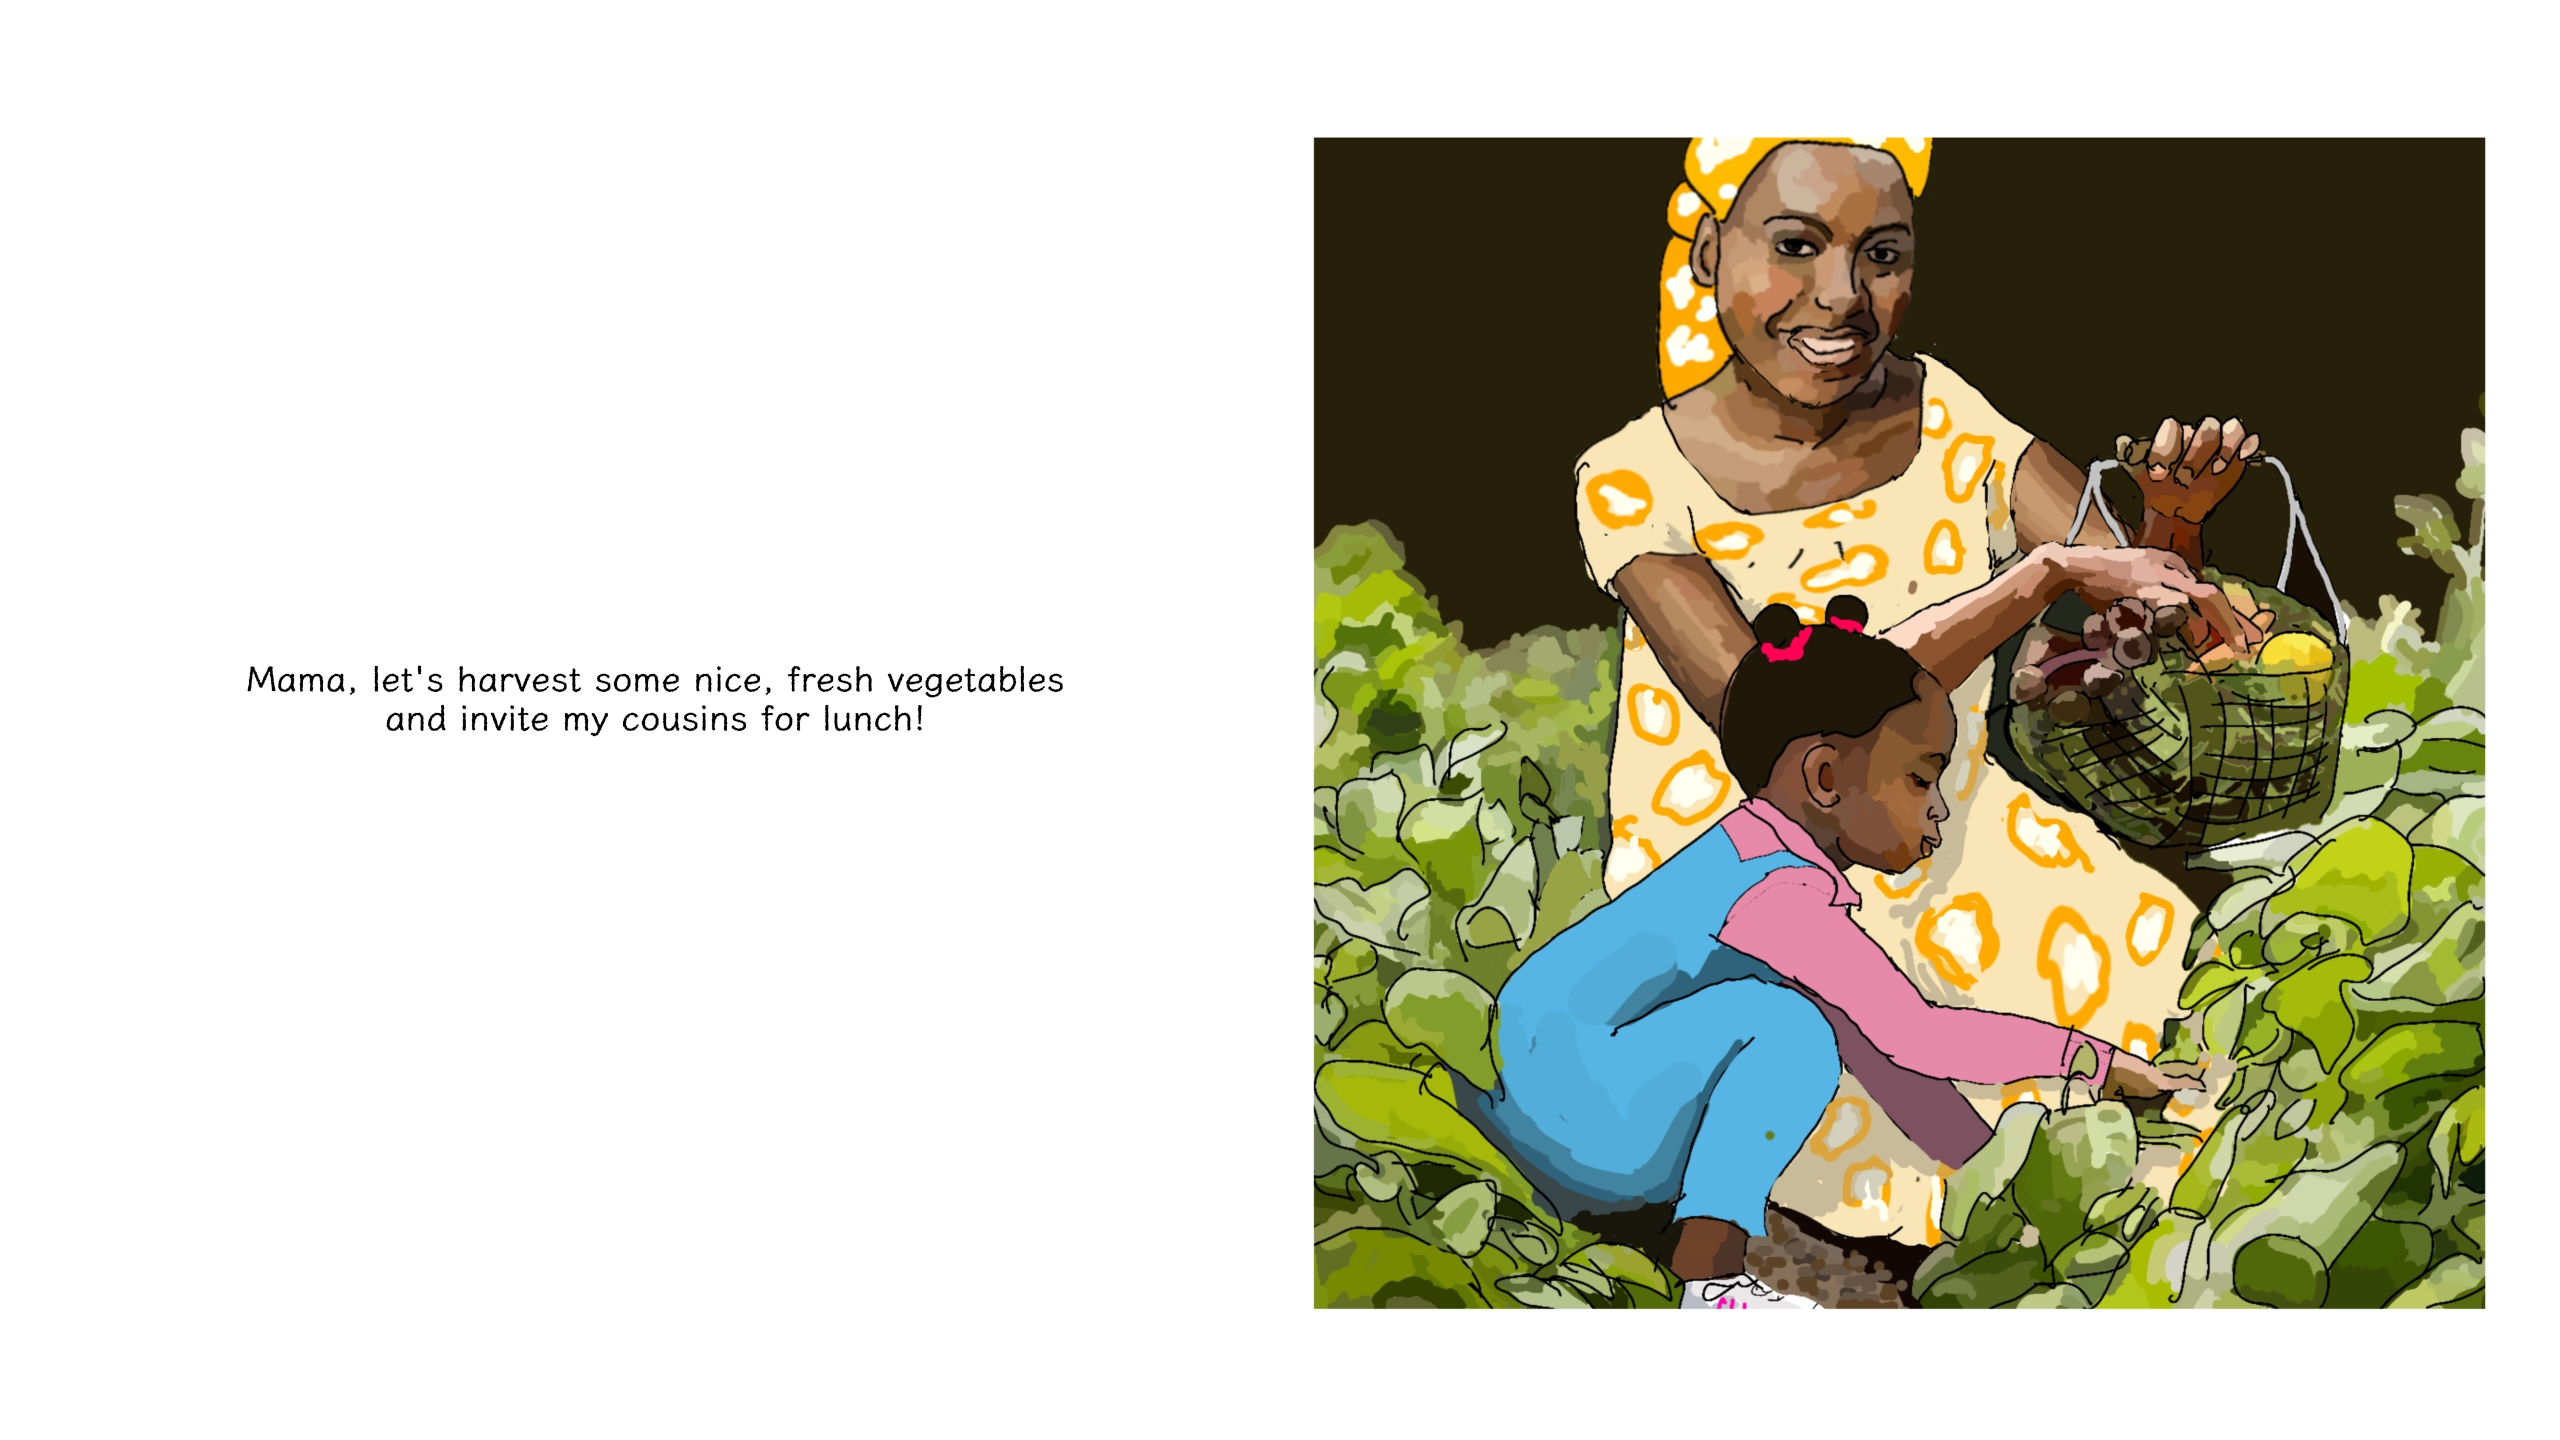 Mama, let's harvest some nice, fresh vegetables
and invite my cousins for lunch!